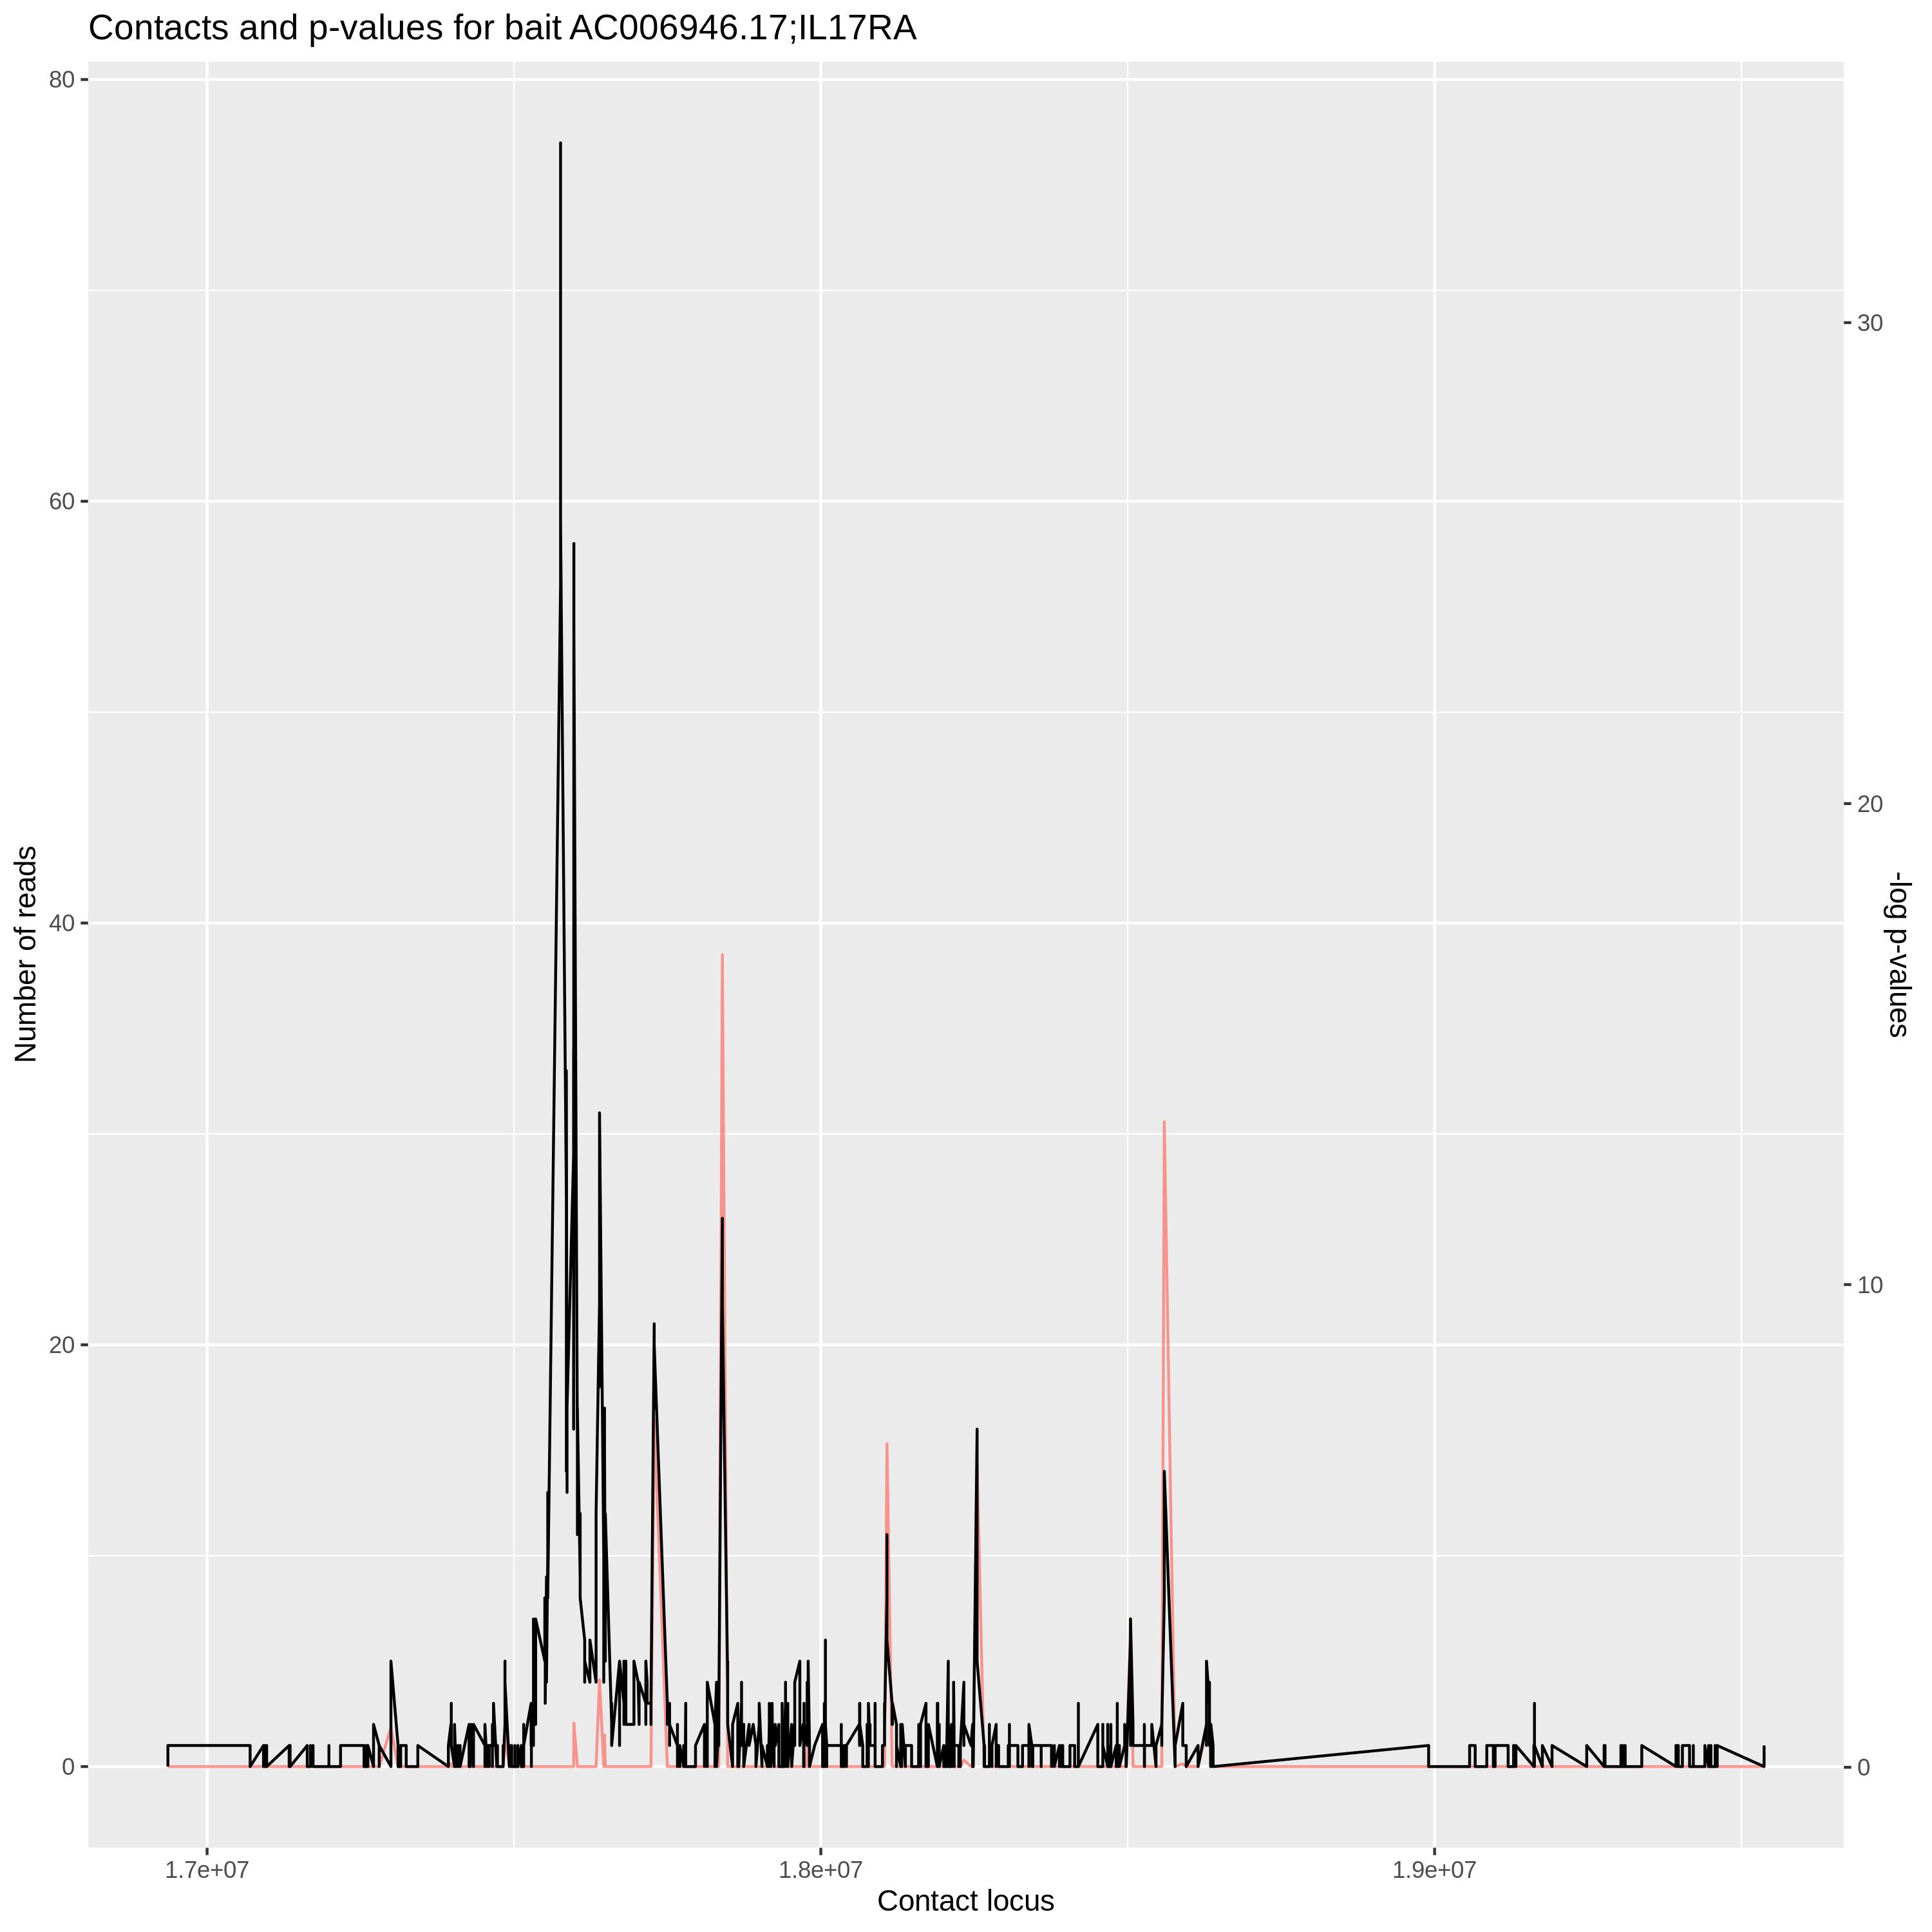 Contacts and p-values for bait AC006946.17;IL17RA
80
60
40
20
0
Number of reads
30
20
10
0
-log p-values
1.7e+07
1.8e+07
1.9e+07
Contact locus